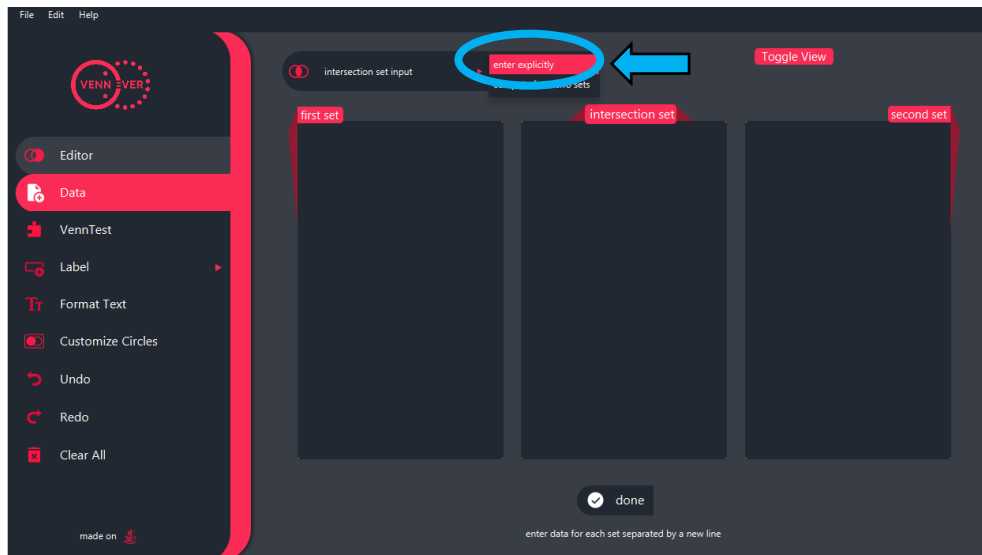 File Edit Help
VENN EVER
intersection set input
enter explicitly
sets
Toggle View
first set
intersection set
second set
Editor
Data
VennTest
Label
Format Text
Customize Circles
Undo
Redo
Clear All
done
made on
enter data for each set separated by a new line